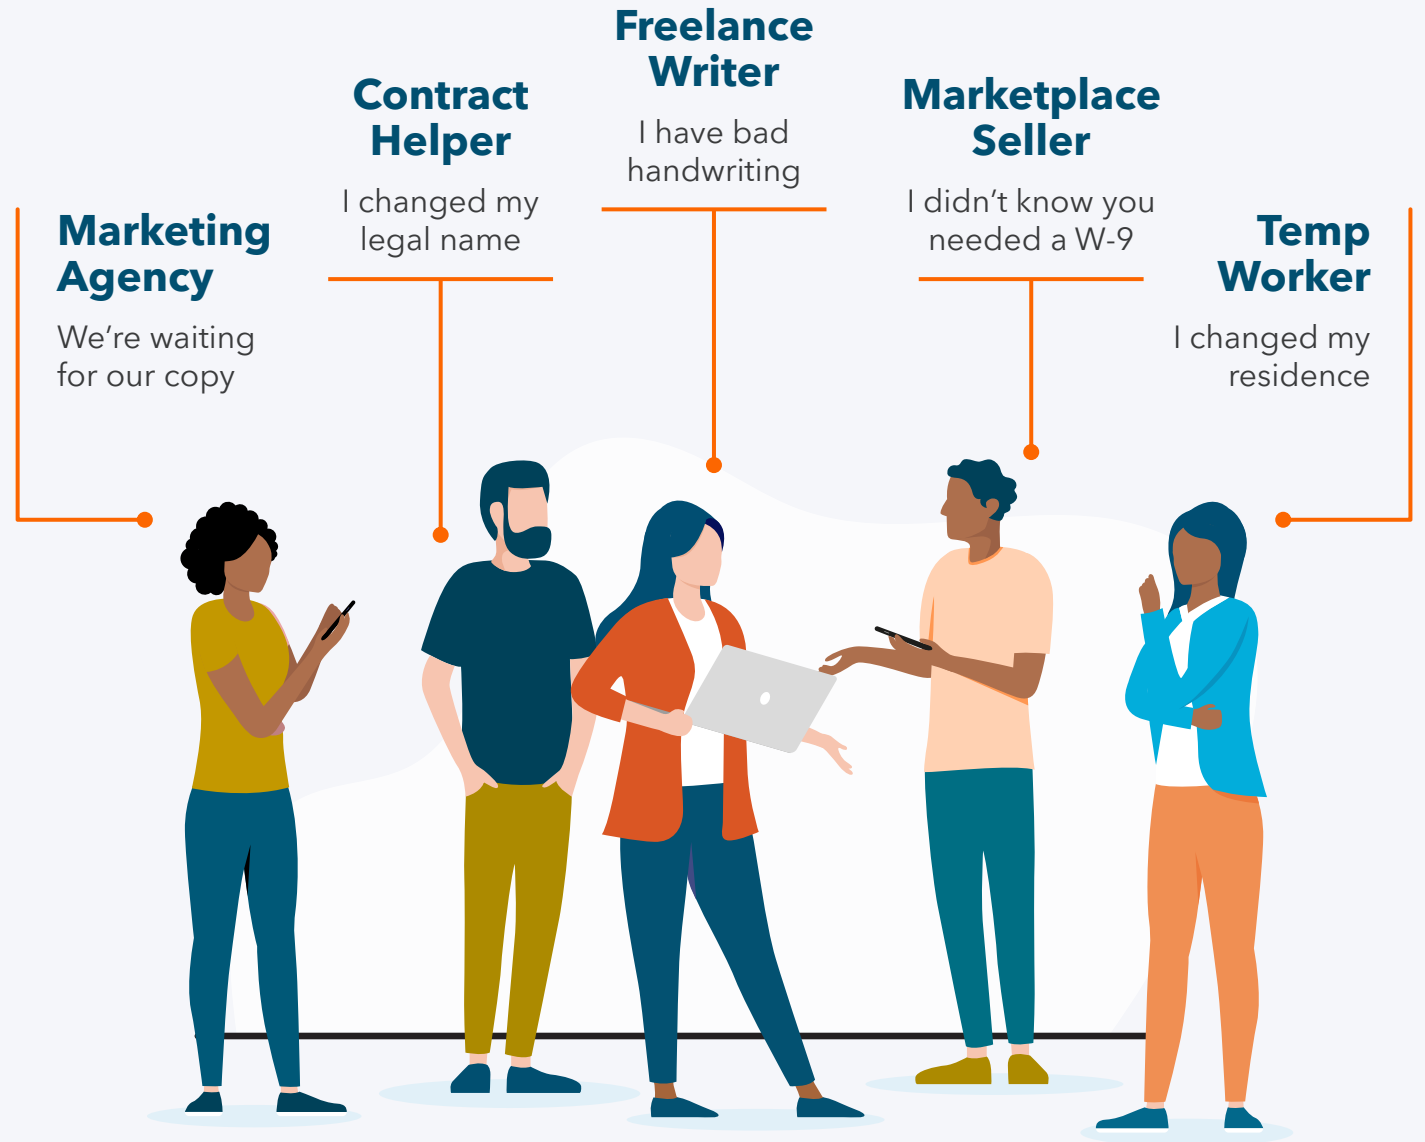 Marketing
Agency
We’re waiting
for our copy
Contract
Helper
I changed my
legal name
Freelance
Writer
I have bad
handwriting
Marketplace
Seller
I didn’t know you
needed a W-9
Temp
Worker
I changed my
residence